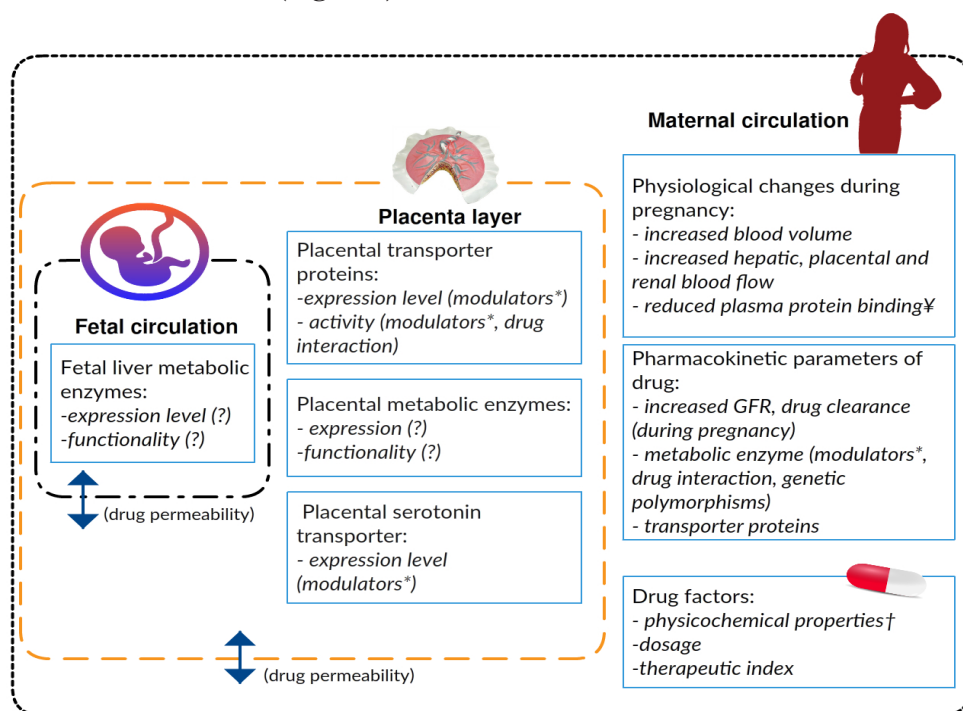 Maternal circulation
Physiological changes during
pregnancy:
- increased blood volume
- increased hepatic, placental and
renal blood flow
- reduced plasma protein binding¥
Pharmacokinetic parameters of
drug:
- increased GFR, drug clearance
(during pregnancy)
- metabolic enzyme (modulators*,
drug interaction, genetic
polymorphisms)
- transporter proteins
Drug factors:
- physicochemical properties†
-dosage
-therapeutic index
Placenta layer
Placental transporter
proteins:
-expression level (modulators*)
- activity (modulators*, drug
interaction)
Placental metabolic enzymes:
- expression (?)
-functionality (?)
Placental serotonin
transporter:
- expression level
(modulators*)
(drug permeability)
Fetal circulation
Fetal liver metabolic
enzymes:
-expression level (?)
-functionality (?)
(drug permeability)